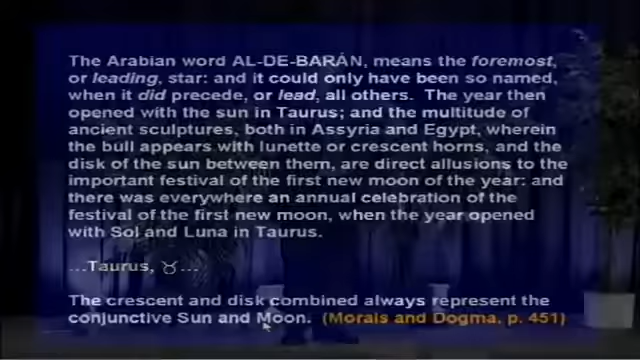 The Arabian word AL-DE-BARÁN, means the foremost,
or leading, star: and it could only have been so named,
when it did precede, or lead, all others. The year then
opened with the sun in Taurus; and the multitude of
ancient sculptures, both in Assyria and Egypt, wherein
the bull appears with lunette or crescent horns, and the
disk of the sun between them, are direct allusions to the
important festival of the first new moon of the year: and
there was everywhere an annual celebration of the
festival of the first new moon, when the year opened
with Sol and Luna in Taurus.
...Taurus, ♉...
The crescent and disk combined always represent the
conjunctive Sun and Moon. (Morals and Dogma, p. 451)